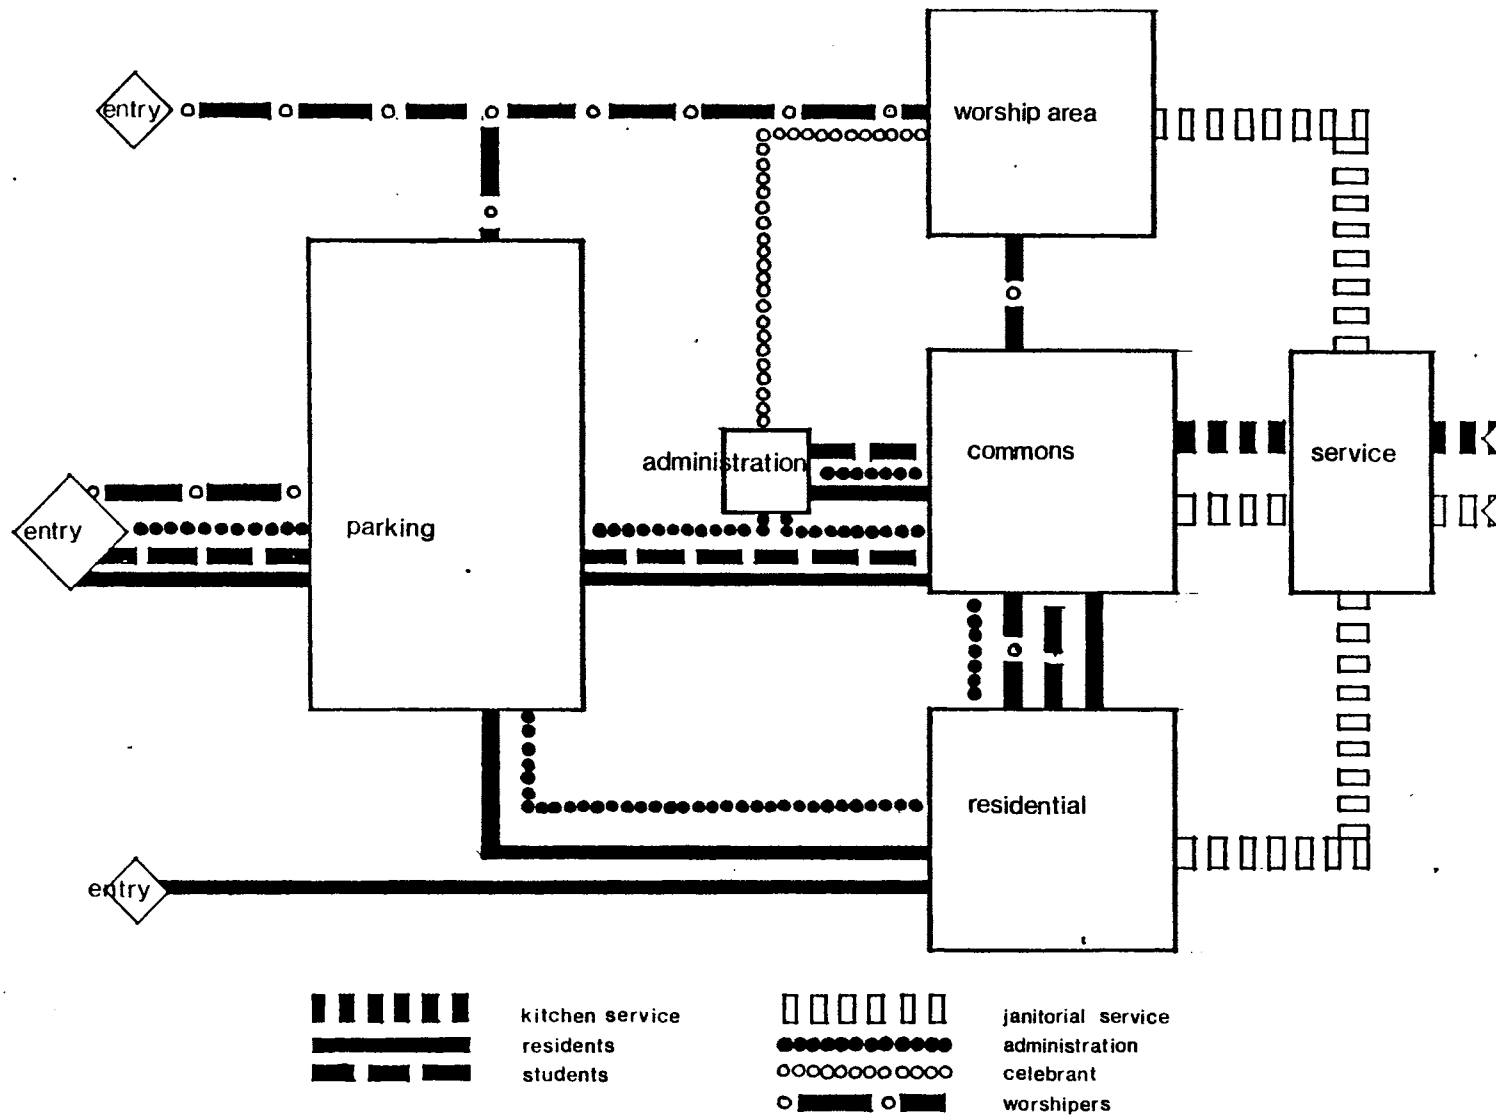 entry
worship area
administration
commons
service
entry
parking
residential
entry
kitchen service
residents
students
janitorial service
administration
celebrant
worshipers